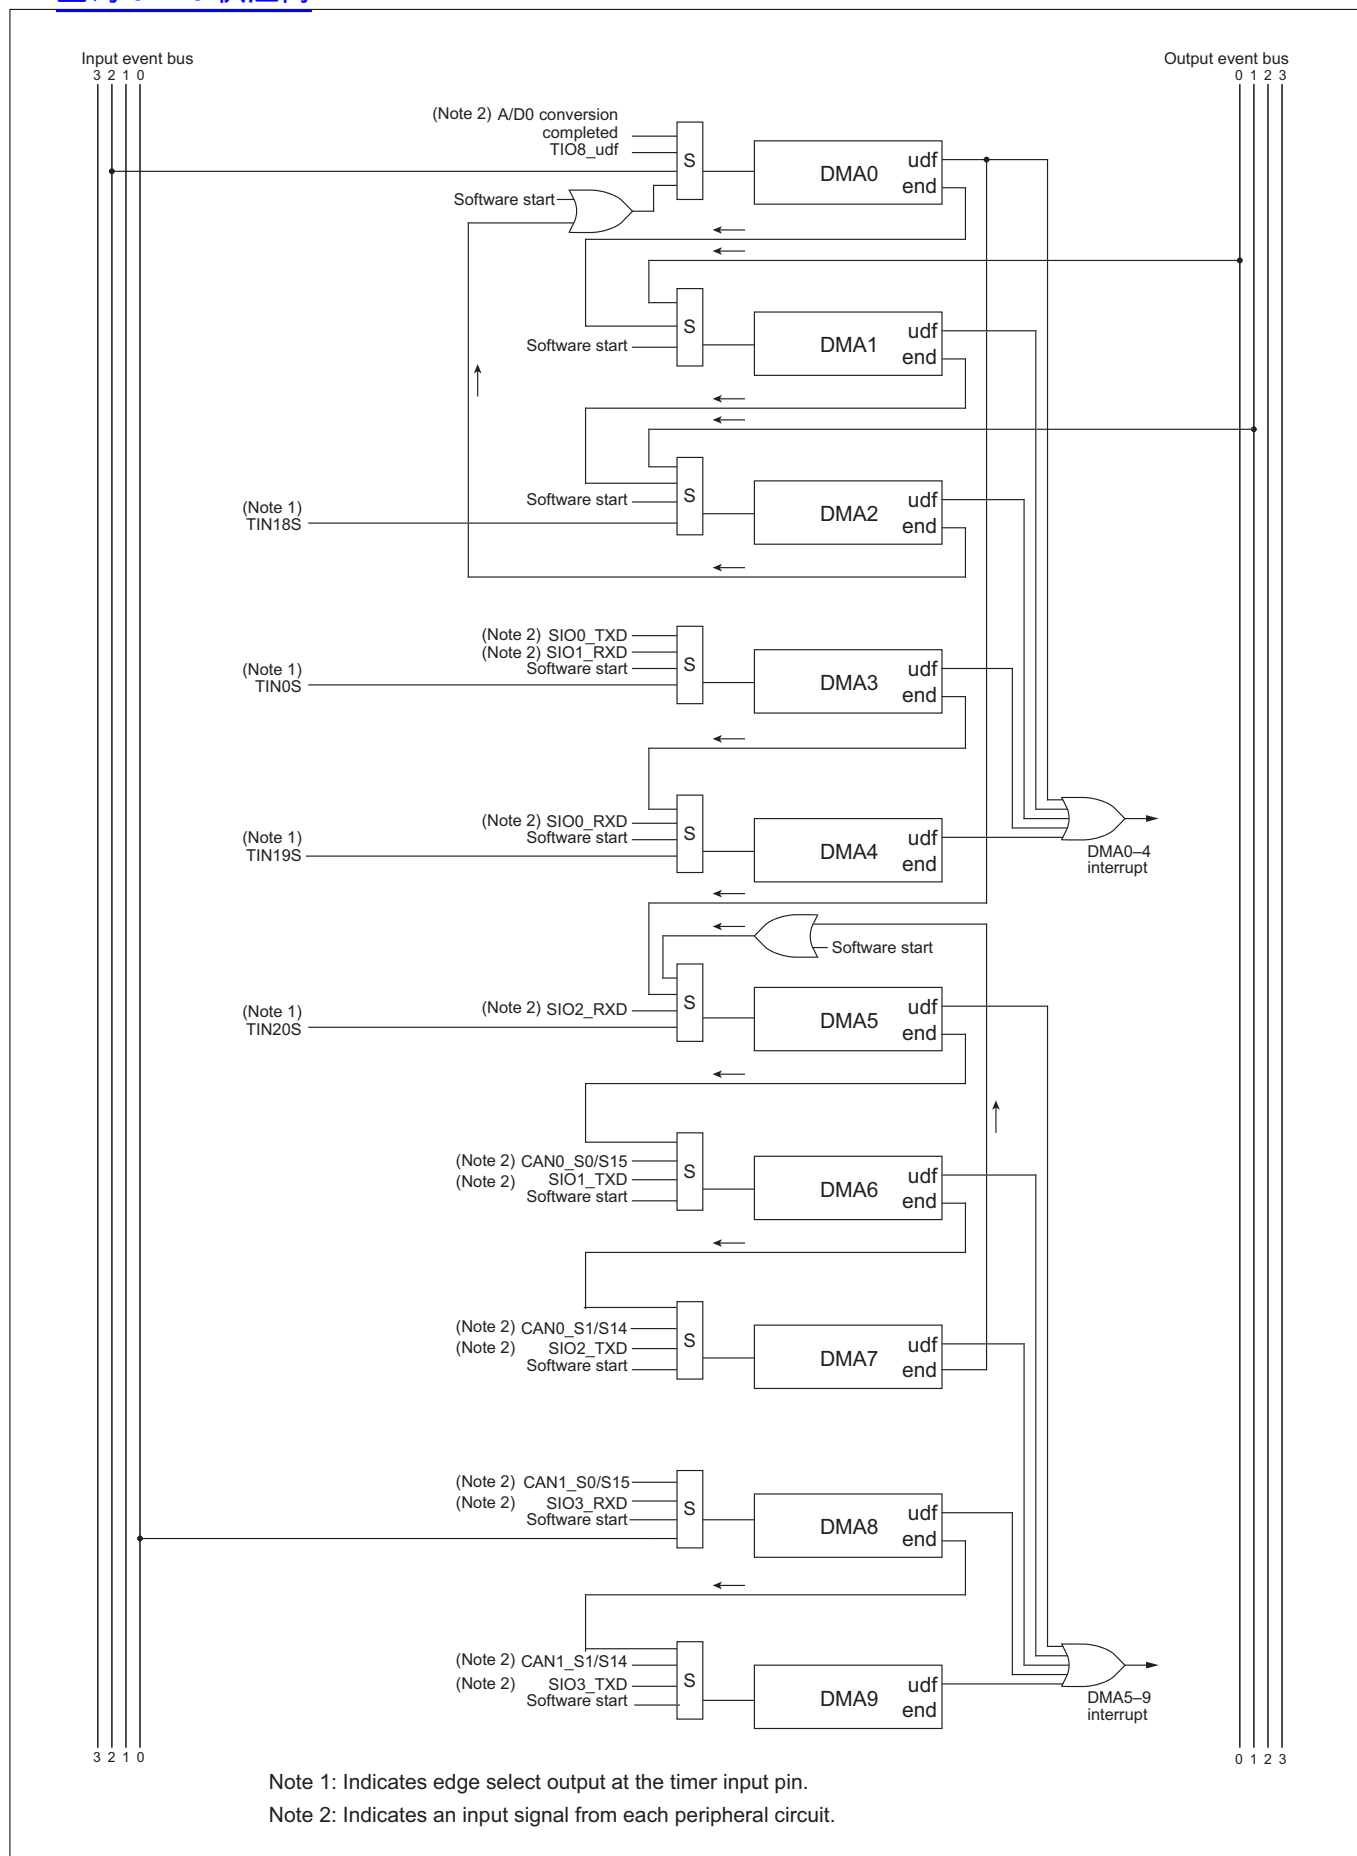 Input event bus
3 2 1 0
Output event bus
0 1 2 3
(Note 2) A/D0 conversion
completed
TIO8_udf
S
DMA0
udf
end
Software start
S
DMA1
udf
end
Software start
S
DMA2
udf
end
Software start
(Note 1)
TIN18S
(Note 2) SIO0_TXD
(Note 2) SIO1_RXD
Software start
(Note 1)
TIN0S
S
DMA3
udf
end
(Note 2) SIO0_RXD
Software start
(Note 1)
TIN19S
S
DMA4
udf
end
DMA0–4
interrupt
Software start
(Note 2) SIO2_RXD
(Note 1)
TIN20S
S
DMA5
udf
end
(Note 2) CAN0_S0/S15
(Note 2) SIO1_TXD
Software start
S
DMA6
udf
end
(Note 2) CAN0_S1/S14
(Note 2) SIO2_TXD
Software start
S
DMA7
udf
end
(Note 2) CAN1_S0/S15
(Note 2) SIO3_RXD
Software start
S
DMA8
udf
end
(Note 2) CAN1_S1/S14
(Note 2) SIO3_TXD
Software start
S
DMA9
udf
end
DMA5–9
interrupt
3 2 1 0
0 1 2 3
Note 1: Indicates edge select output at the timer input pin.
Note 2: Indicates an input signal from each peripheral circuit.